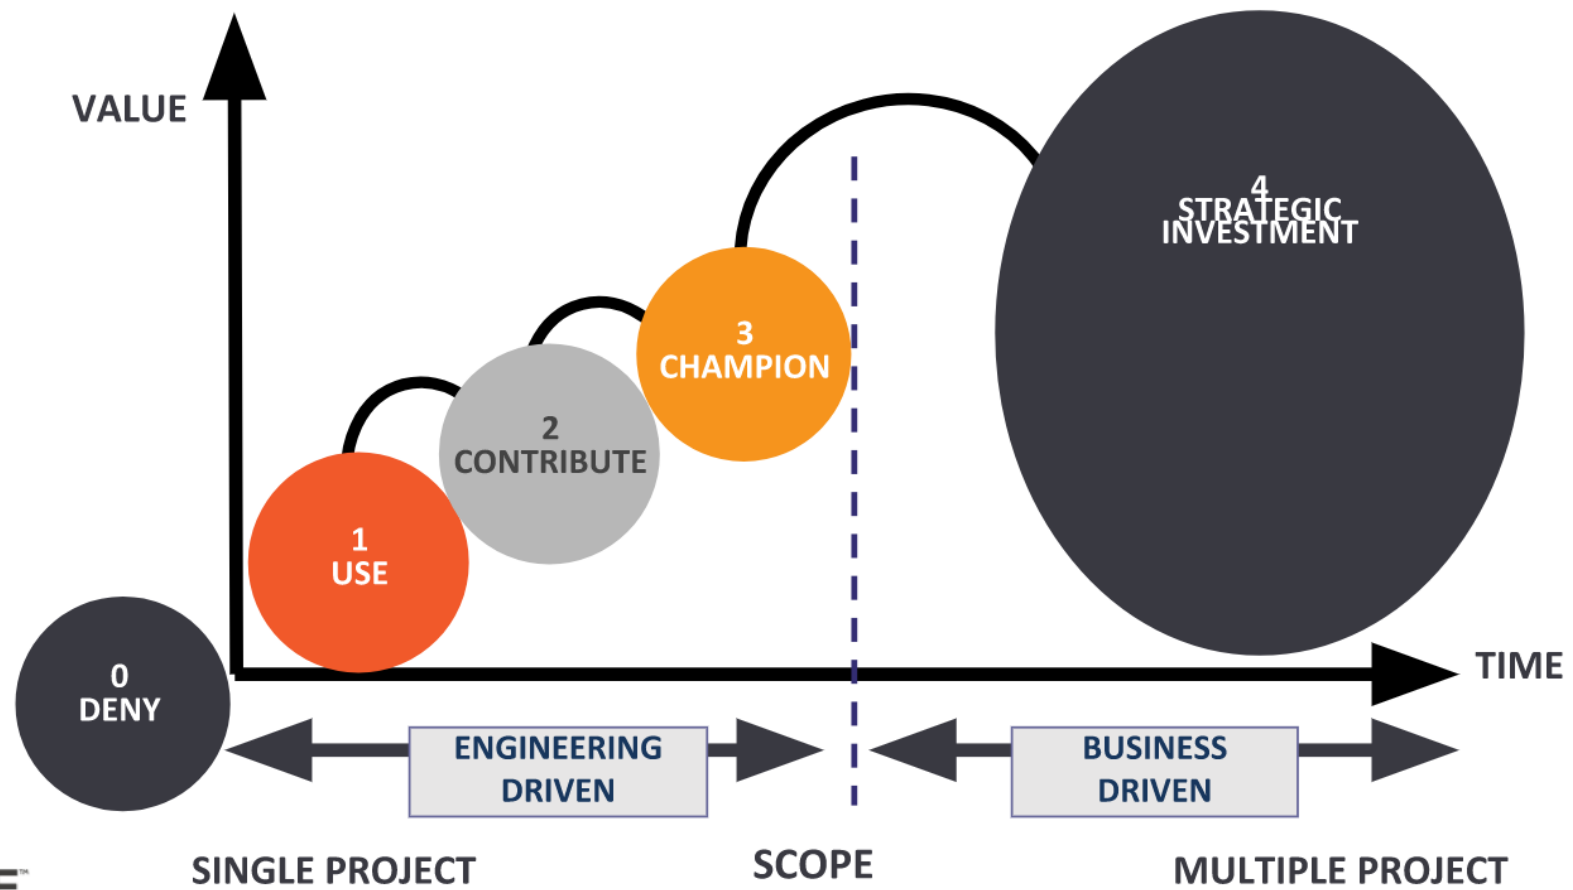 VALUE
4
STRATEGIC
INVESTMENT
3
CHAMPION
2
CONTRIBUTE
1
USE
0
DENY
TIME
ENGINEERING
DRIVEN
BUSINESS
DRIVEN
SINGLE PROJECT
SCOPE
MULTIPLE PROJECT